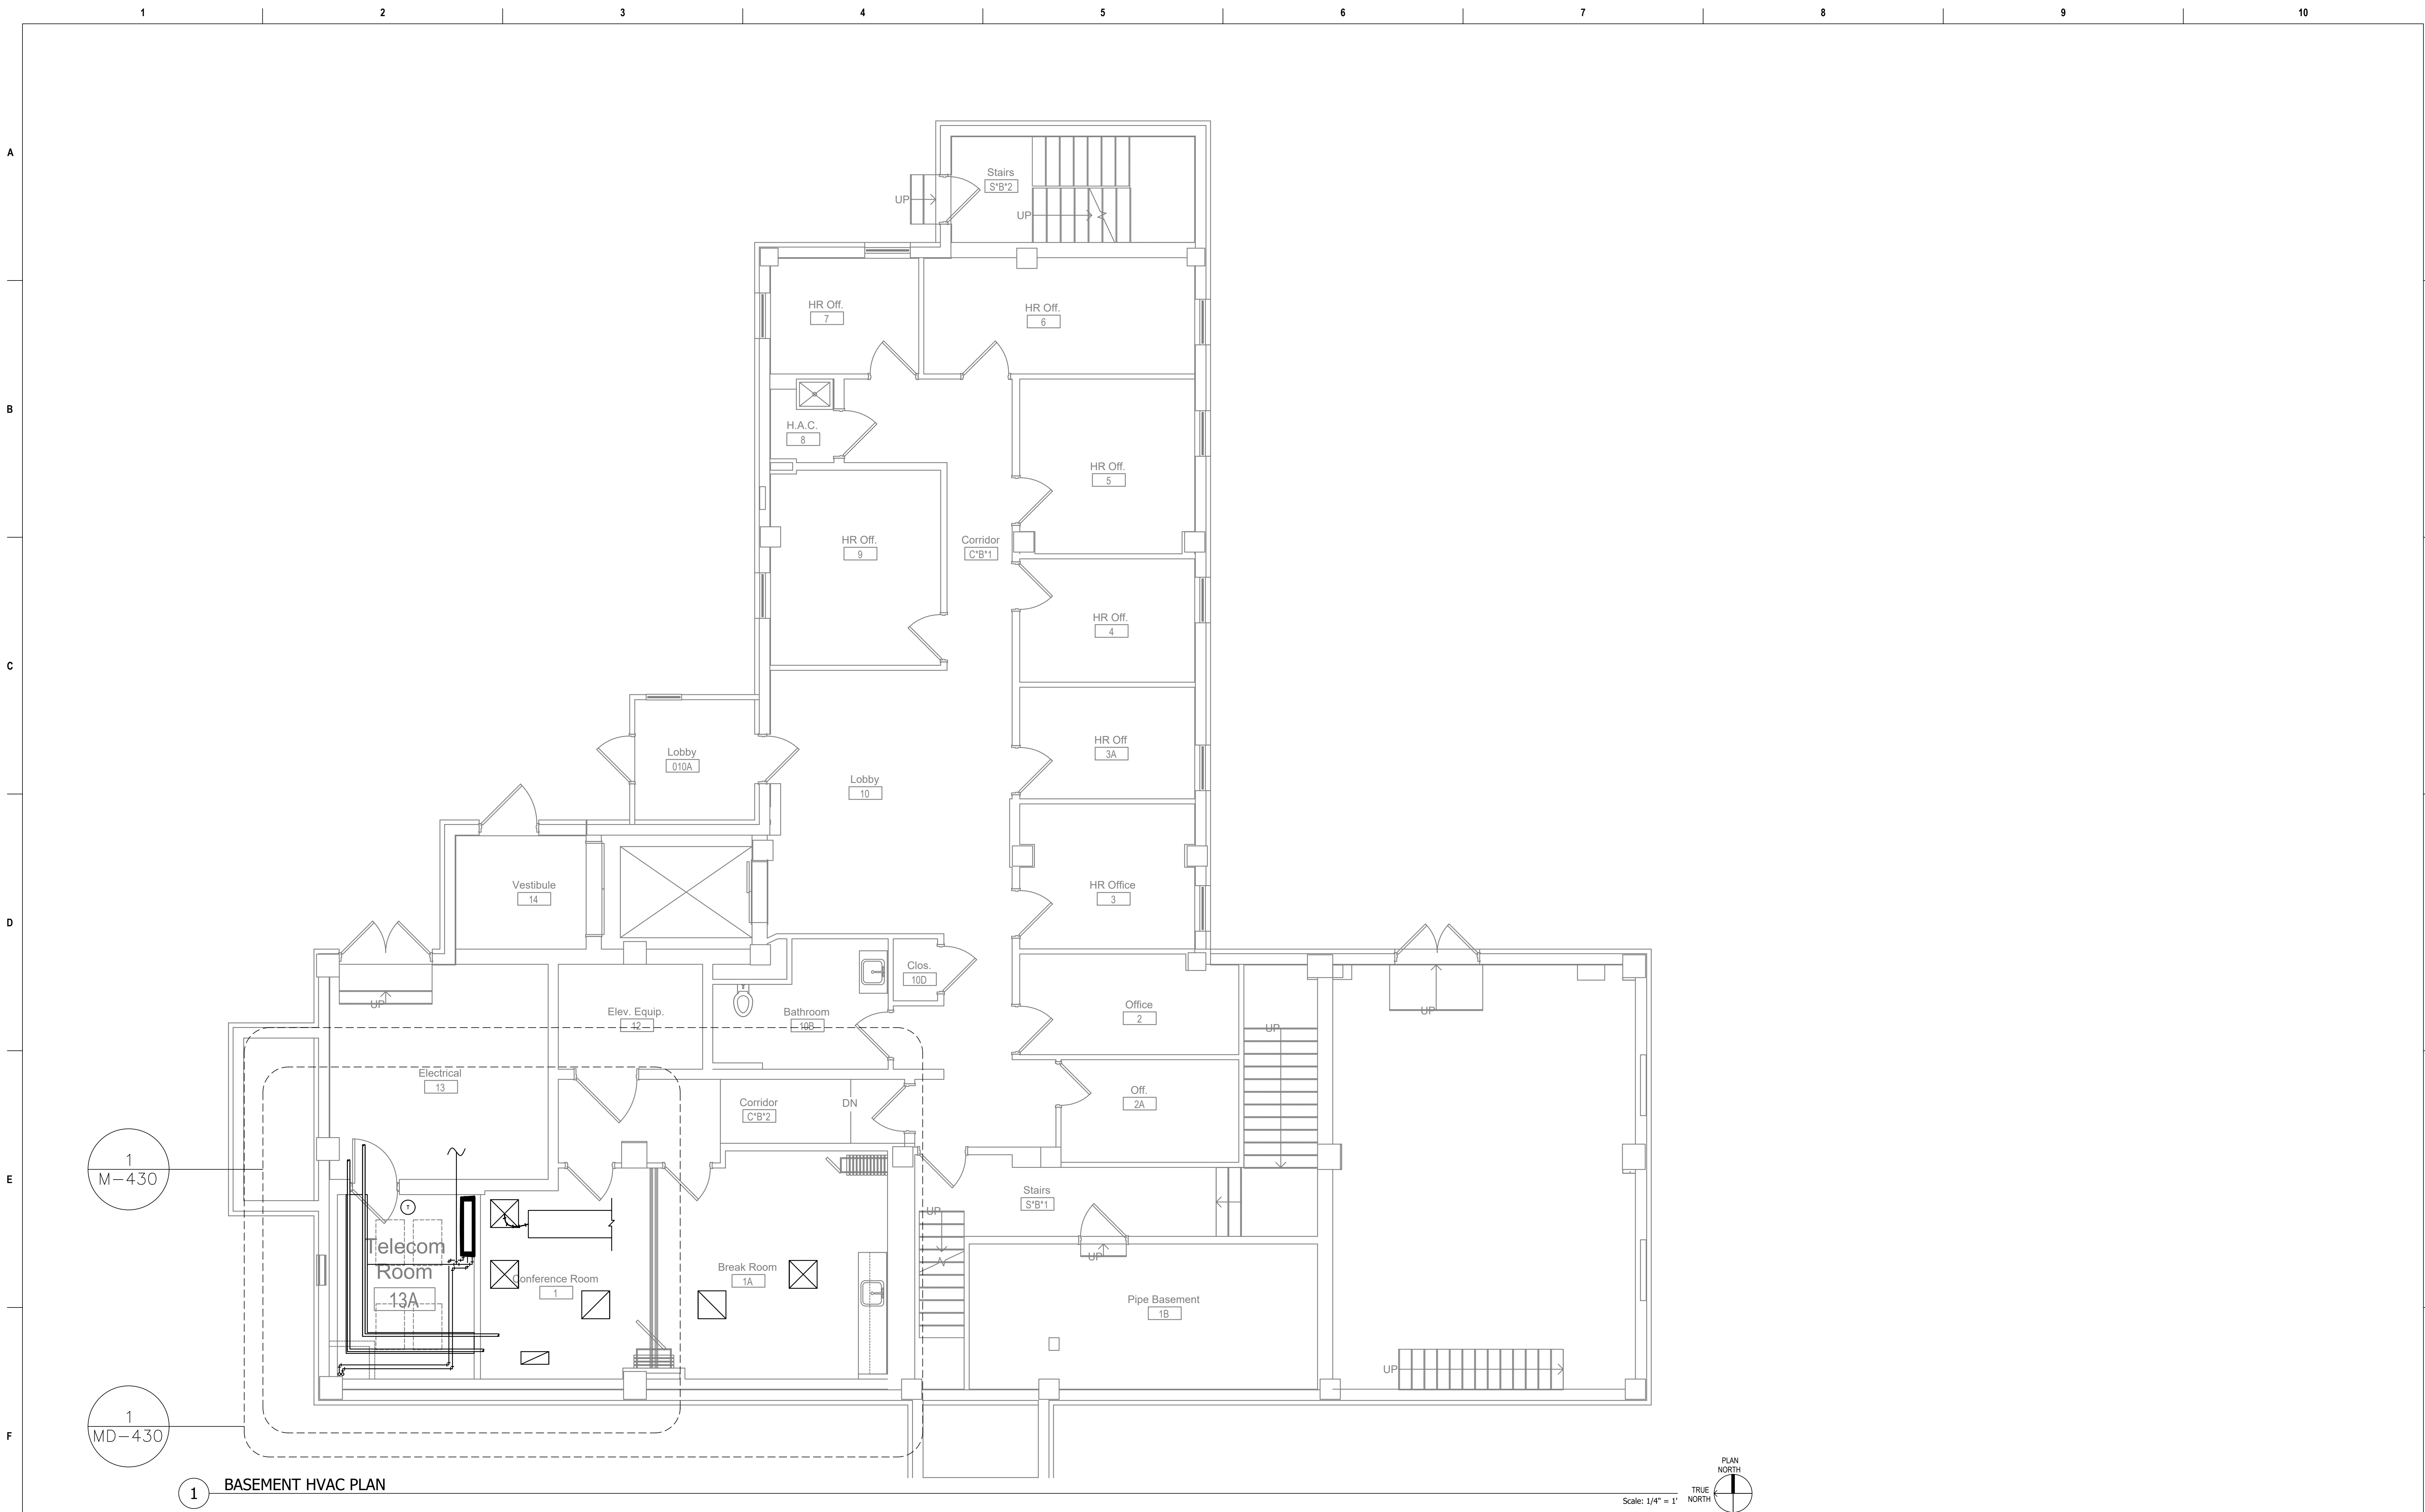 1 2 3 4 5 6 7 8 9 10
A
B
C
D
E
F
Stairs
S*B*2
UP
UP
HR Off.
7
HR Off.
6
H.A.C.
8
HR Off.
5
HR Off.
9
Corridor
C*B*1
HR Off.
4
HR Off
3A
Lobby
010A
Lobby
10
Vestibule
14
HR Office
3
Clos.
10D
UP
Elev. Equip.
12
Bathroom
10B
Office
2
UP
UP
Electrical
13
Corridor
C*B*2
DN
Off.
2A
1
M-430
Stairs
S*B*1
UP
T
Telecom
Room
13A
Conference Room
1
Break Room
1A
UP
Pipe Basement
1B
UP
1
MD-430
1
BASEMENT HVAC PLAN
Scale: 1/4" = 1'
PLAN
NORTH
TRUE
NORTH